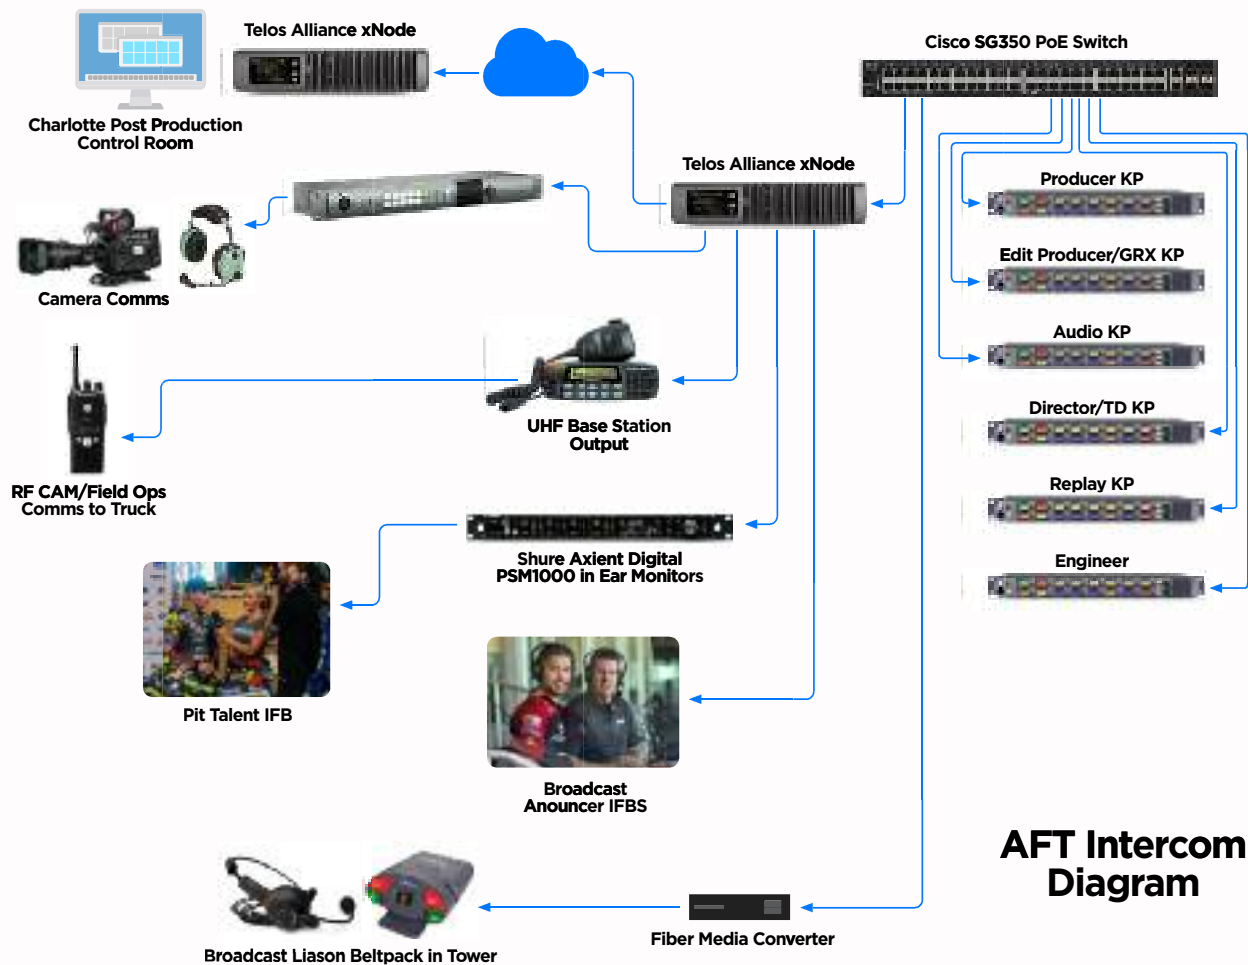 Telos Alliance xNode
Cisco SG350 PoE Switch
Charlotte Post Production
Control Room
Telos Alliance xNode
Producer KP
Edit Producer/GRX KP
Camera Comms
Audio KP
Director/TD KP
UHF Base Station
Output
RF CAM/Field Ops
Comms to Truck
Replay KP
Shure Axient Digital
PSM1000 in Ear Monitors
Engineer
Pit Talent IFB
Broadcast
Anouncer IFBS
AFT Intercom
Diagram
Fiber Media Converter
Broadcast Liason Beltpack in Tower